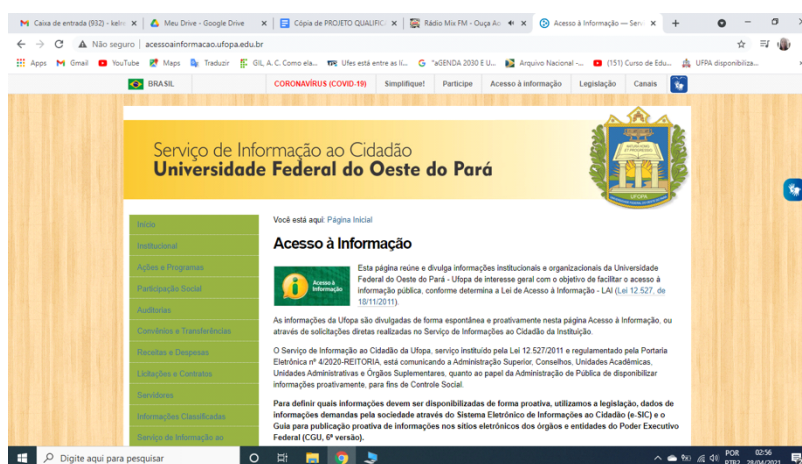 Caixa de entrada (932) - kelv
Meu Drive - Google Drive
Cópia de PROJETO QUALIFIC
Rádio Mix FM - Ouça Ao
Acesso à Informação — Serv
Não seguro | acessoainformacao.ufopa.edu.br
Apps
Gmail
YouTube
Maps
Traduzir
GIL, A. C. Como ela...
Ufes está entre as li...
"aGENDA 2030 E U...
Arquivo Nacional -...
(151) Curso de Edu...
UFPA disponibiliza...
BRASIL
CORONAVÍRUS (COVID-19)
Simplifique!
Participe
Acesso à informação
Legislação
Canais
Serviço de Informação ao Cidadão
Universidade Federal do Oeste do Pará
UFOPA
Início
Institucional
Ações e Programas
Participação Social
Auditorias
Convênios e Transferências
Receitas e Despesas
Licitações e Contratos
Servidores
Informações Classificadas
Serviço de Informação ao
Você está aqui: Página Inicial
Acesso à Informação
Acesso à
Informação
Esta página reúne e divulga informações institucionais e organizacionais da Universidade
Federal do Oeste do Pará - Ufopa de interesse geral com o objetivo de facilitar o acesso à
informação pública, conforme determina a Lei de Acesso à Informação - LAI (Lei 12.527, de
18/11/2011).
As informações da Ufopa são divulgadas de forma espontânea e proativamente nesta página Acesso à Informação, ou
através de solicitações diretas realizadas no Serviço de Informações ao Cidadão da Instituição.
O Serviço de Informação ao Cidadão da Ufopa, serviço instituído pela Lei 12.527/2011 e regulamentado pela Portaria
Eletrônica nº 4/2020-REITORIA, está comunicando a Administração Superior, Conselhos, Unidades Acadêmicas,
Unidades Administrativas e Órgãos Suplementares, quanto ao papel da Administração de Pública de disponibilizar
informações proativamente, para fins de Controle Social.
Para definir quais informações devem ser disponibilizadas de forma proativa, utilizamos a legislação, dados de
informações demandas pela sociedade através do Sistema Eletrônico de Informações ao Cidadão (e-SIC) e o
Guia para publicação proativa de informações nos sítios eletrônicos dos órgãos e entidades do Poder Executivo
Federal (CGU, 6ª versão).
Digite aqui para pesquisar
POR
PTB2
02:56
28/04/2021